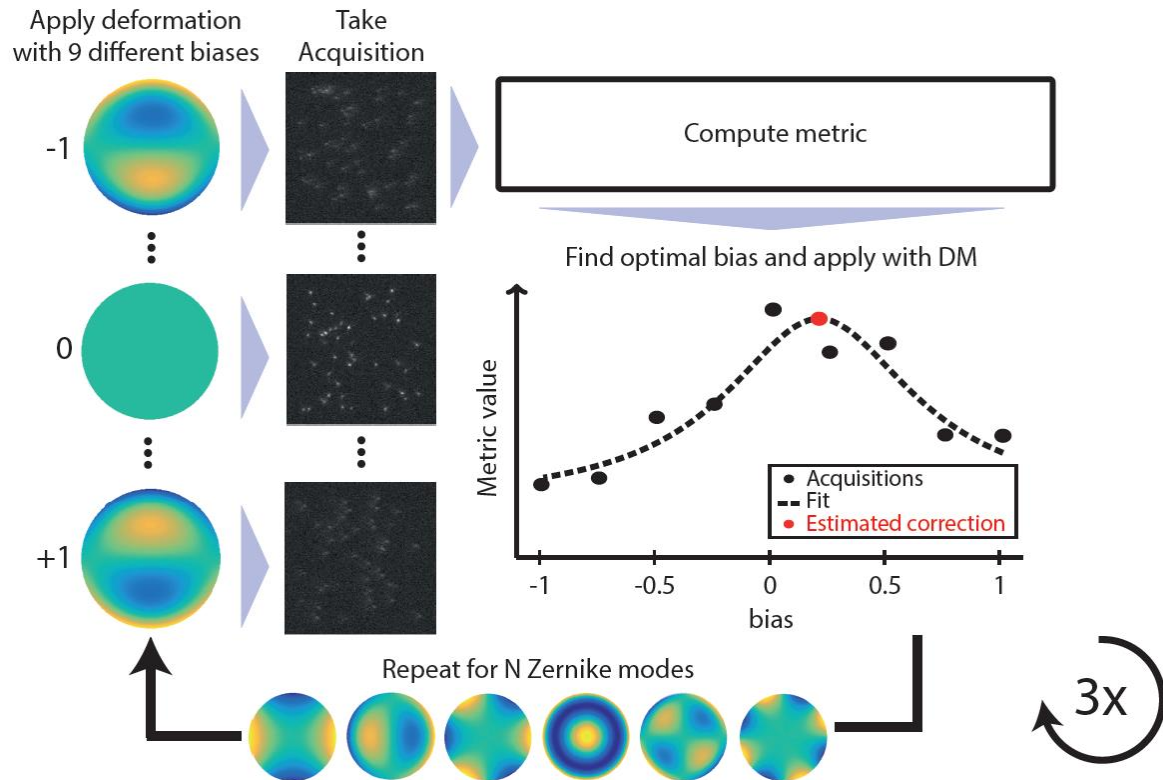 Apply deformation
with 9 different biases
Take
Acquisition
-1
0
+1
Compute metric
Find optimal bias and apply with DM
Metric value
Acquisitions
Fit
Estimated correction
-1
-0.5
0
0.5
1
bias
Repeat for N Zernike modes
3x